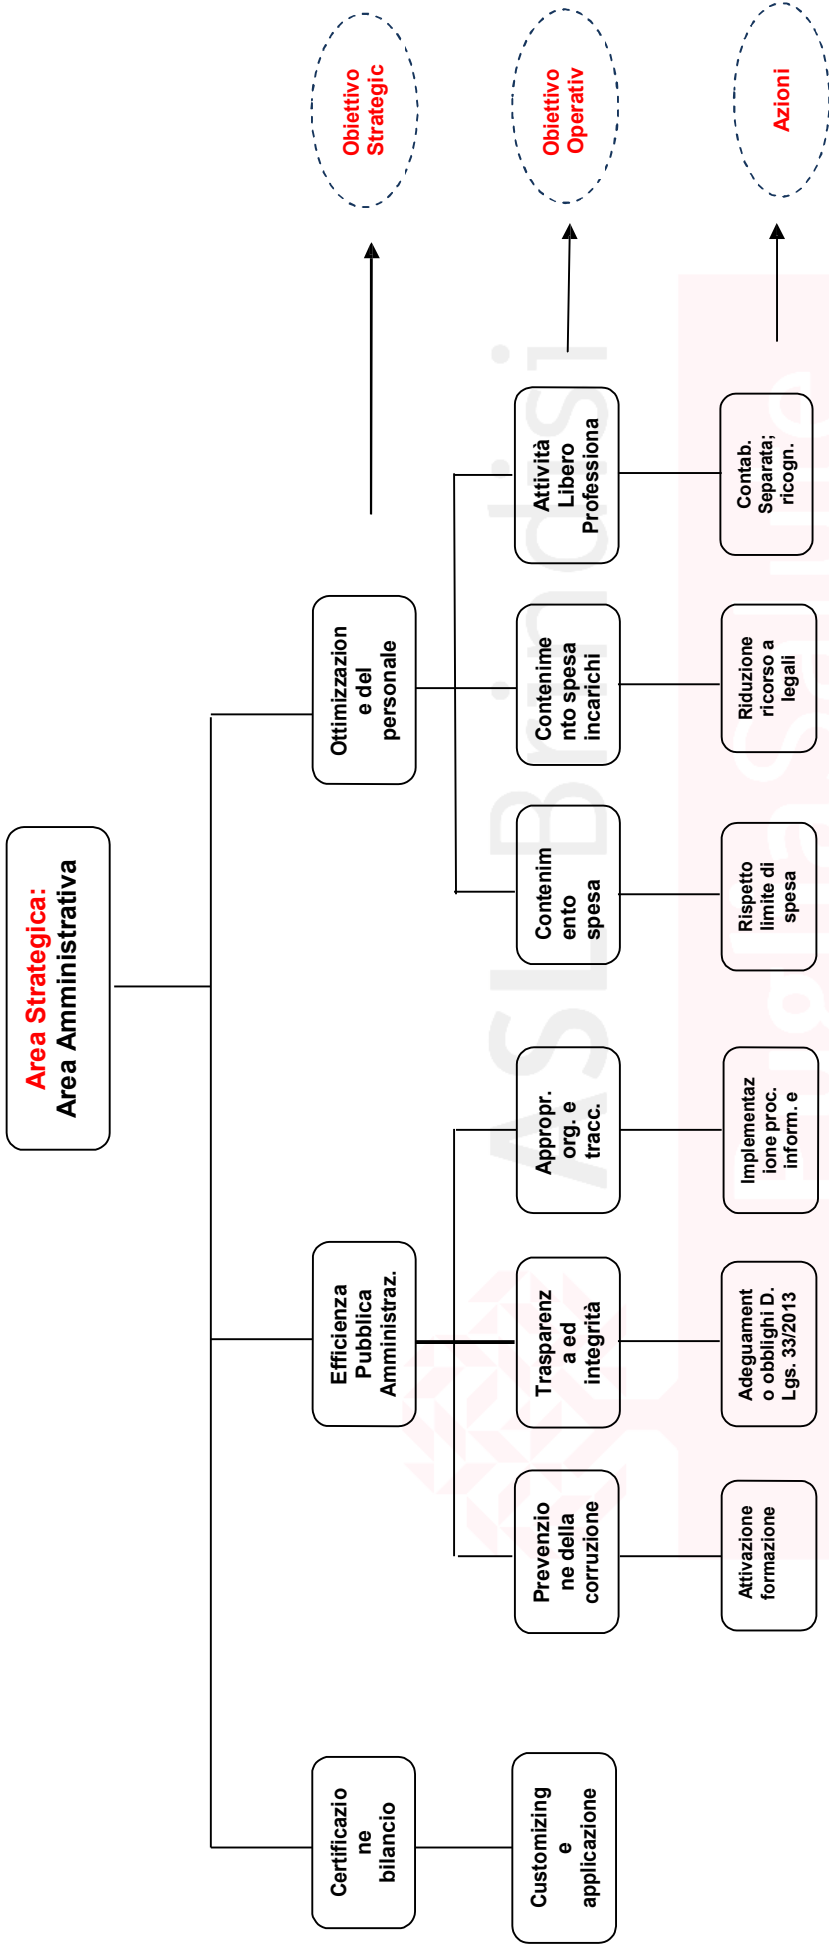 Area Strategica:
Area Amministrativa
Certificazio
ne
bilancio
Efficienza
Pubblica
Amministraz.
Ottimizzazion
e del
personale
Obiettivo
Strategic
Customizing
e
applicazione
Prevenzio
ne della
corruzione
Trasparenz
a ed
integrità
Appropr.
org. e
tracc.
Contenim
ento
spesa
Contenime
nto spesa
incarichi
Attività
Libero
Professiona
Obiettivo
Operativ
Attivazione
formazione
Adeguament
o obblighi D.
Lgs. 33/2013
Implementaz
ione proc.
inform. e
Rispetto
limite di
spesa
Riduzione
ricorso a
legali
Contab.
Separata;
ricogn.
Azioni
ASL Brindisi
PugliaSalute